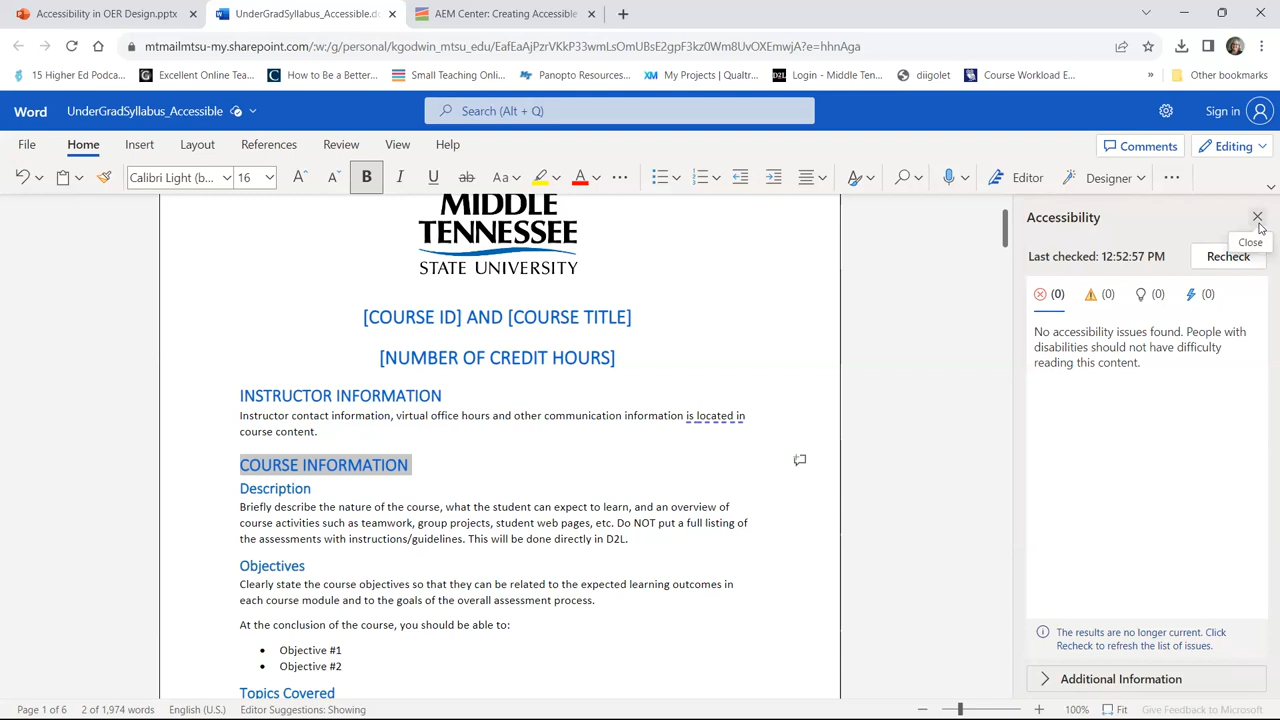 Accessibility in OER Design.pptx
UnderGradSyllabus_Accessible.do
AEM Center: Creating Accessible
mtmailmtsu-my.sharepoint.com/:w:/g/personal/kgodwin_mtsu_edu/EafEaAjPzrVKkP33wmLsOmUBsE2gpF3kz0Wm8UvOXEmwjA?e=hhnAga
15 Higher Ed Podca...
Excellent Online Tea...
How to Be a Better...
Small Teaching Onli...
Panopto Resources...
My Projects | Qualtr...
Login - Middle Ten...
diigolet
Course Workload E...
»
Other bookmarks
Word
UnderGradSyllabus_Accessible
Search (Alt + Q)
Sign in
File
Home
Insert
Layout
References
Review
View
Help
Comments
Editing
Calibri Light (b...
16
Editor
Designer
MIDDLE
TENNESSEE
STATE UNIVERSITY
[COURSE ID] AND [COURSE TITLE]
[NUMBER OF CREDIT HOURS]
INSTRUCTOR INFORMATION
Instructor contact information, virtual office hours and other communication information is located in
course content.
COURSE INFORMATION
Description
Briefly describe the nature of the course, what the student can expect to learn, and an overview of
course activities such as teamwork, group projects, student web pages, etc. Do NOT put a full listing of
the assessments with instructions/guidelines. This will be done directly in D2L.
Objectives
Clearly state the course objectives so that they can be related to the expected learning outcomes in
each course module and to the goals of the overall assessment process.
At the conclusion of the course, you should be able to:
• Objective #1
• Objective #2
Topics Covered
Accessibility
Close
Last checked: 12:52:57 PM
Recheck
(0)
(0)
(0)
(0)
No accessibility issues found. People with
disabilities should not have difficulty
reading this content.
The results are no longer current. Click
Recheck to refresh the list of issues.
Additional Information
Page 1 of 6
2 of 1,974 words
English (U.S.)
Editor Suggestions: Showing
100%
Fit
Give Feedback to Microsoft